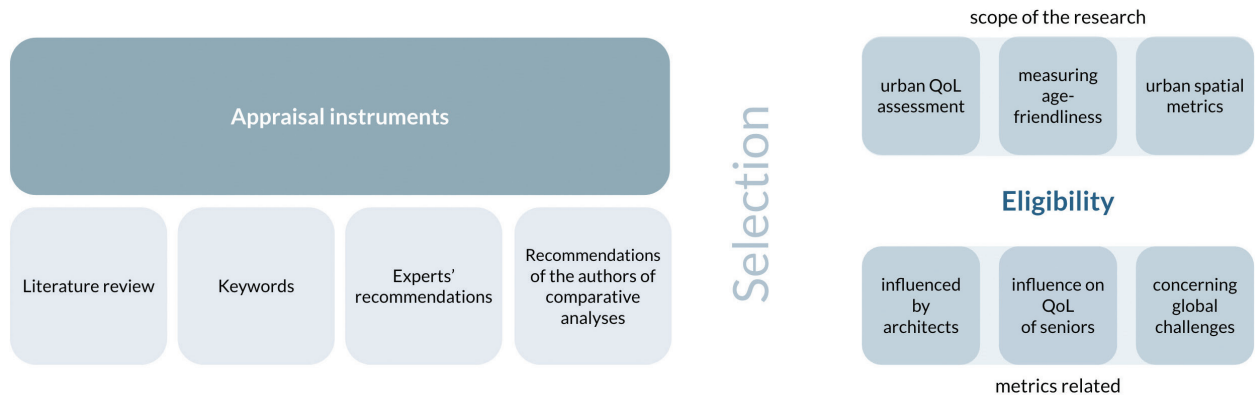 Appraisal instruments
Literature review
Keywords
Experts’
recommendations
Recommendations
of the authors of
comparative
analyses
Selection
scope of the research
urban QoL
assessment
measuring
age-
friendliness
urban spatial
metrics
Eligibility
influenced
by
architects
influence on
QoL
of seniors
concerning
global
challenges
metrics related